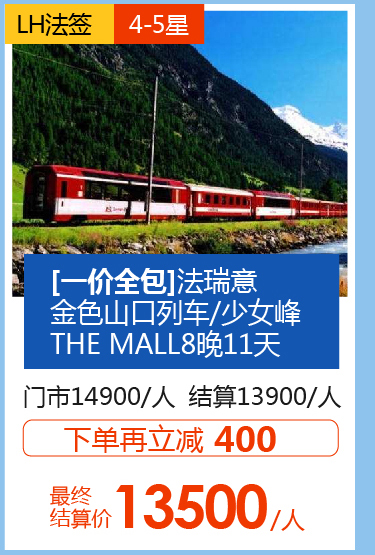 LH法签 4-5星
[一价全包]法瑞意
金色山口列车/少女峰
THE MALL8晚11天
门市14900/人 结算13900/人
下单再立减 400
最终
结算价 13500/人